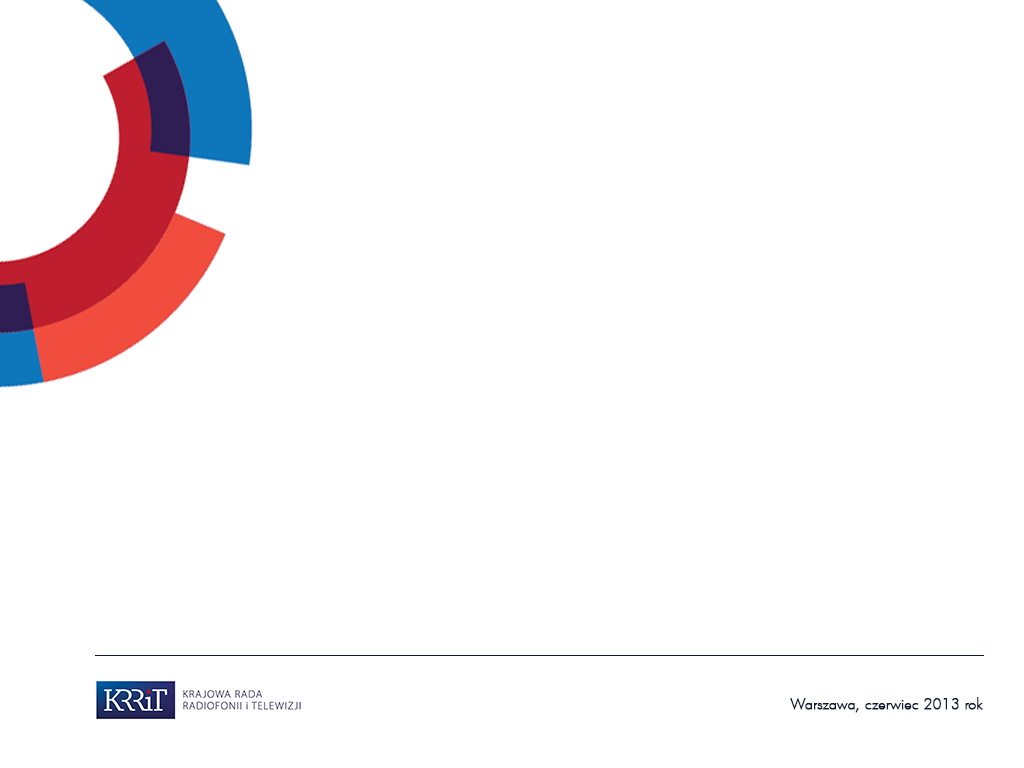 KRRiT
KRAJOWA RADA
RADIOFONII i TELEWIZJI
Warszawa, czerwiec 2013 rok